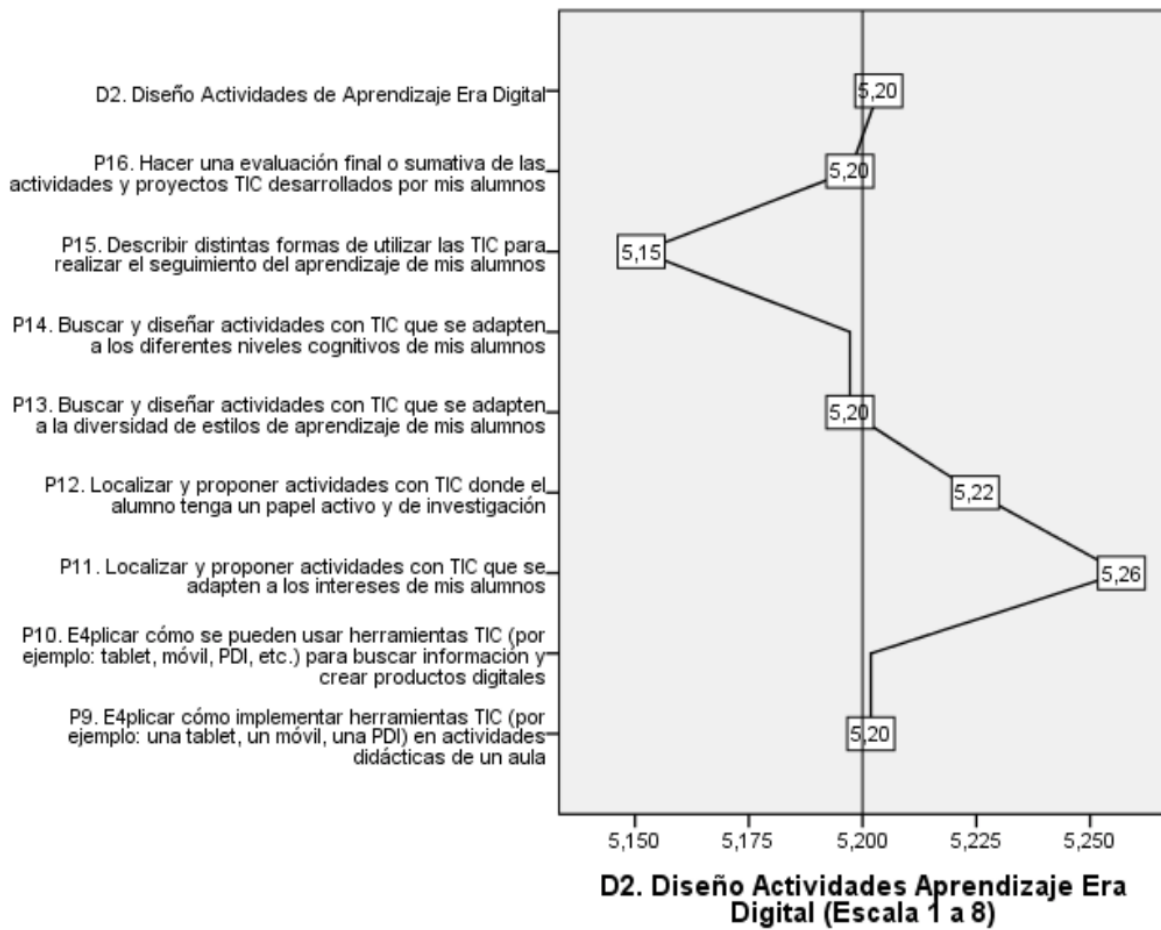 D2. Diseño Actividades de Aprendizaje Era Digital
5,20
P16. Hacer una evaluación final o sumativa de las
actividades y proyectos TIC desarrollados por mis alumnos
5,20
P15. Describir distintas formas de utilizar las TIC para
realizar el seguimiento del aprendizaje de mis alumnos
5,15
P14. Buscar y diseñar actividades con TIC que se adapten
a los diferentes niveles cognitivos de mis alumnos
P13. Buscar y diseñar actividades con TIC que se adapten
a la diversidad de estilos de aprendizaje de mis alumnos
5,20
P12. Localizar y proponer actividades con TIC donde el
alumno tenga un papel activo y de investigación
5,22
P11. Localizar y proponer actividades con TIC que se
adapten a los intereses de mis alumnos
5,26
P10. E4plicar cómo se pueden usar herramientas TIC (por
ejemplo: tablet, móvil, PDI, etc.) para buscar información y
crear productos digitales
P9. E4plicar cómo implementar herramientas TIC (por
ejemplo: una tablet, un móvil, una PDI) en actividades
didácticas de un aula
5,20
5,150 5,175 5,200 5,225 5,250
D2. Diseño Actividades Aprendizaje Era
Digital (Escala 1 a 8)